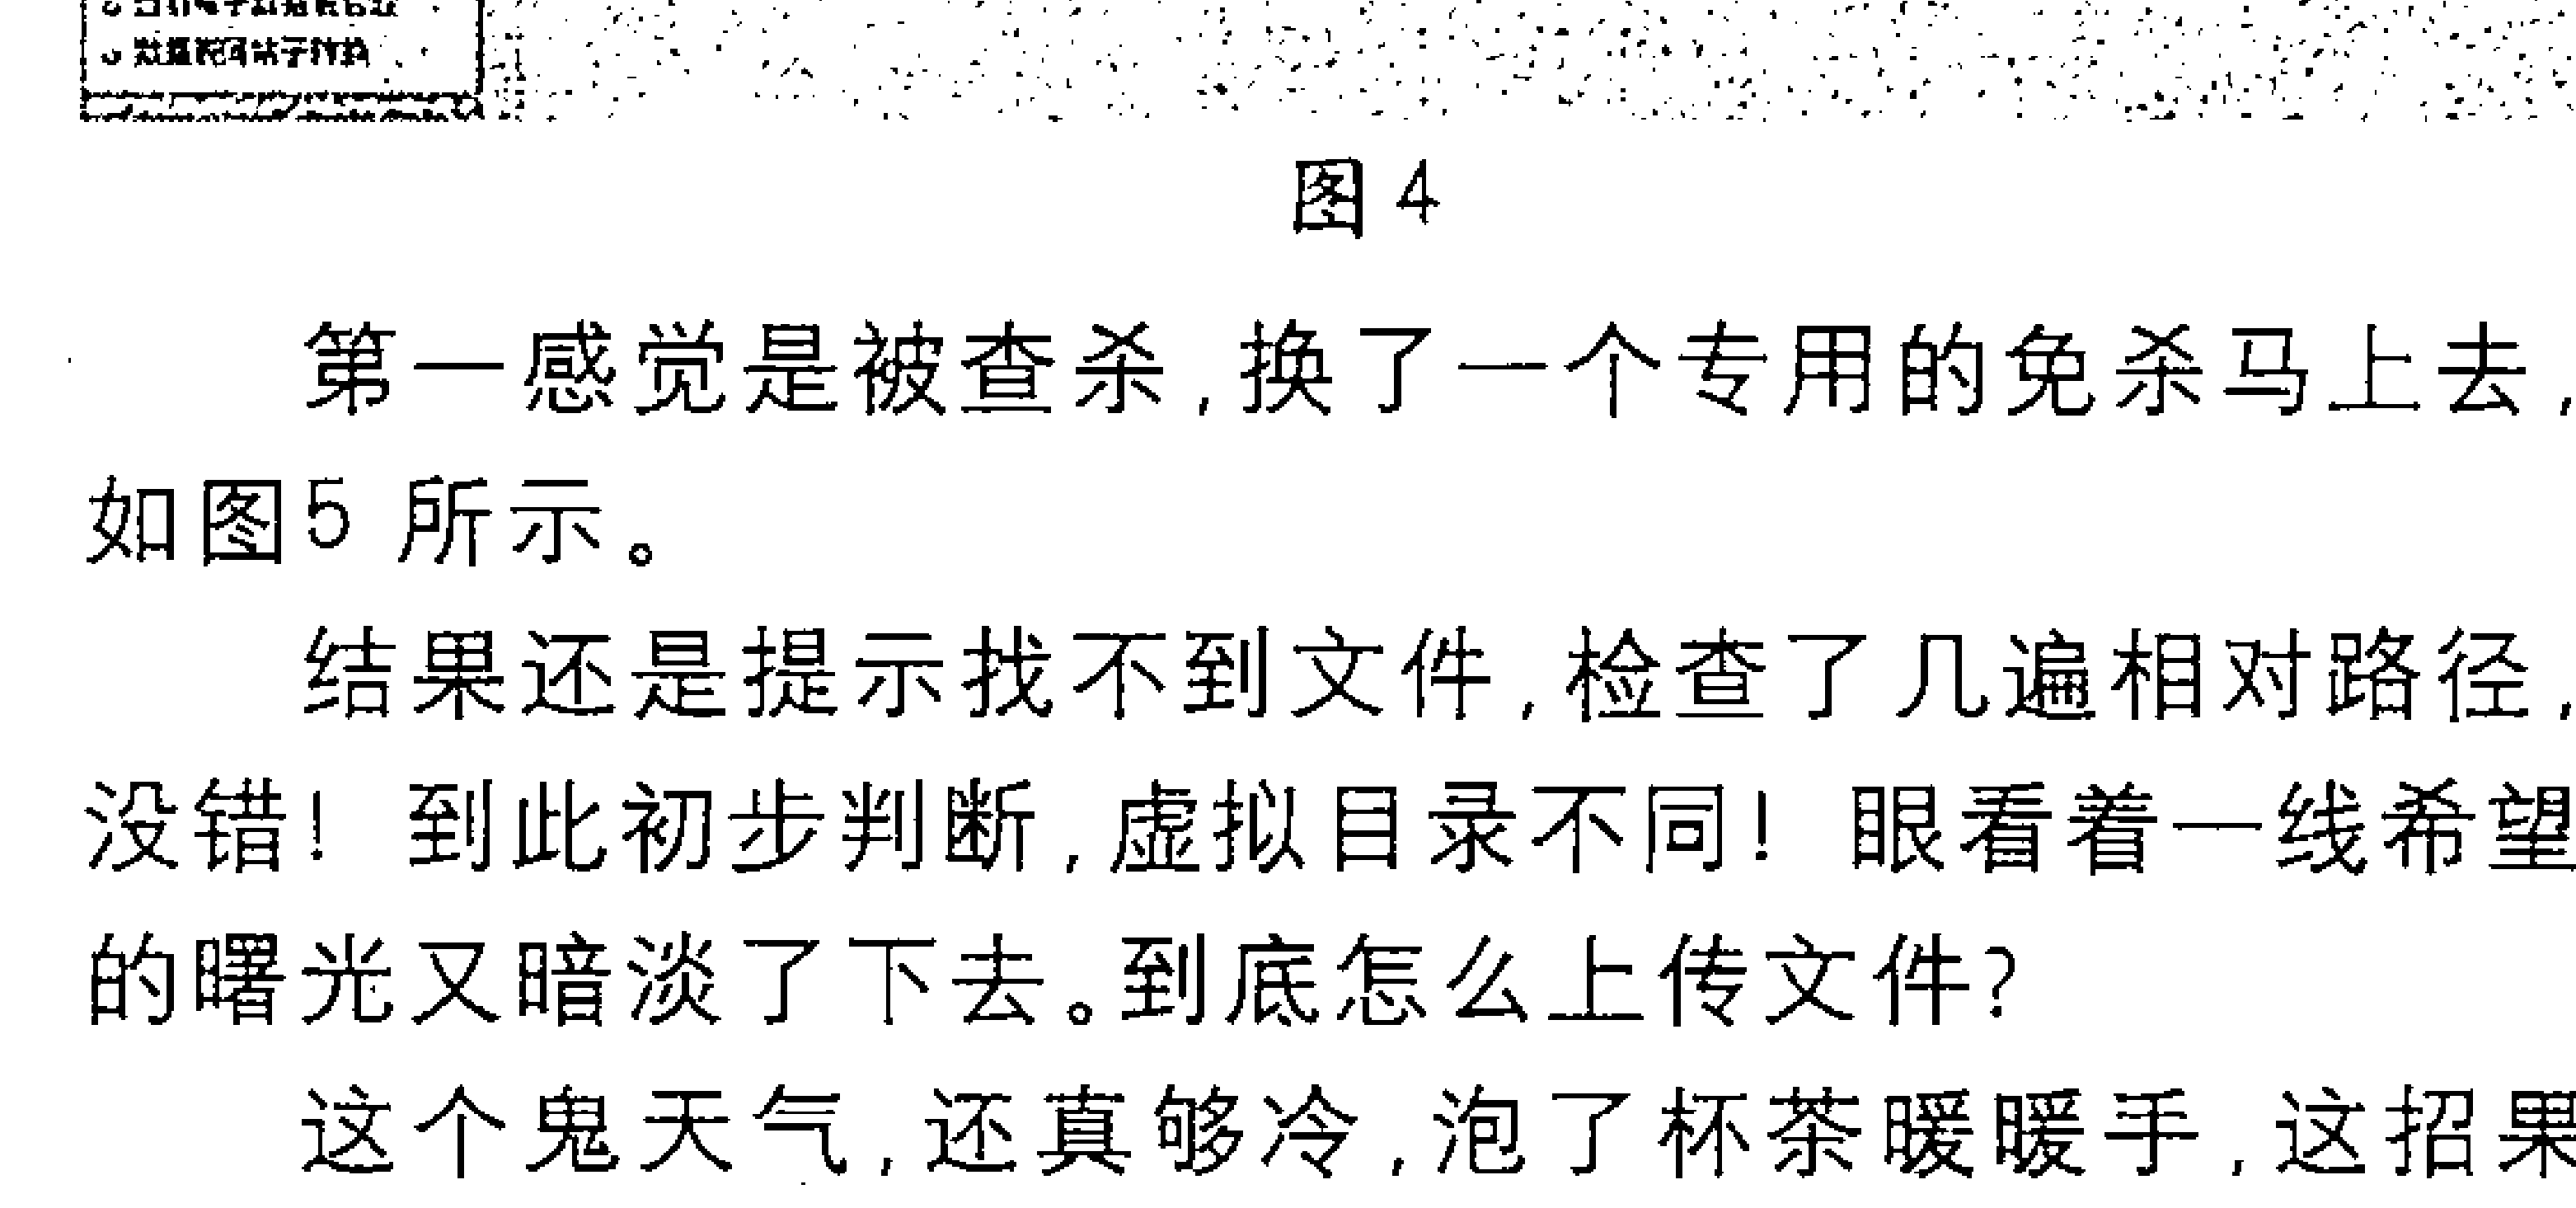 图 4
第一感觉是被查杀,换了一个专用的免杀马上去,
如图5 所示。
结果还是提示找不到文件,检查了几遍相对路径,
没错! 到此初步判断,虚拟目录不同! 眼看着一线希望
的曙光又暗淡了下去。到底怎么上传文件?
这个鬼天气,还真够冷,泡了杯茶暖暖手,这招果